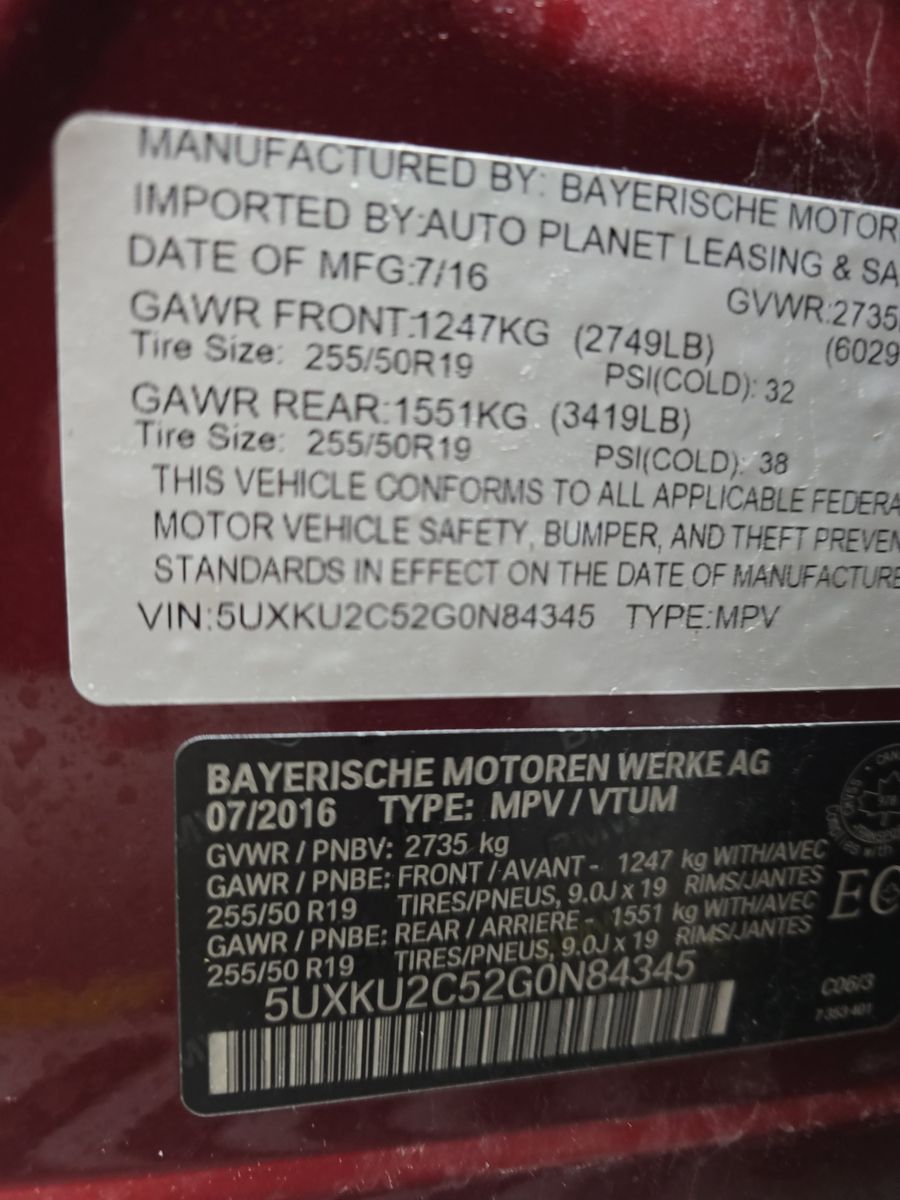 MANUFACTURED BY: BAYERISCHE MOTOR
IMPORTED BY:AUTO PLANET LEASING & SA
DATE OF MFG:7/16
GVWR:2735
GAWR FRONT:1247KG (2749LB) (6029
Tire Size: 255/50R19 PSI(COLD): 32
GAWR REAR:1551KG (3419LB)
Tire Size: 255/50R19 PSI(COLD): 38
THIS VEHICLE CONFORMS TO ALL APPLICABLE FEDERA
MOTOR VEHICLE SAFETY, BUMPER, AND THEFT PREVEN
STANDARDS IN EFFECT ON THE DATE OF MANUFACTURE
VIN:5UXKU2C52G0N84345 TYPE:MPV
BAYERISCHE MOTOREN WERKE AG
07/2016 TYPE: MPV / VTUM
GVWR / PNBV: 2735 kg
GAWR / PNBE: FRONT / AVANT - 1247 kg WITH/AVEC
255/50 R19 TIRES/PNEUS, 9.0J x 19 RIMS/JANTES
GAWR / PNBE: REAR / ARRIERE - 1551 kg WITH/AVEC
255/50 R19 TIRES/PNEUS, 9.0J x 19 RIMS/JANTES
5UXKU2C52G0N84345
EC
C06/3
7 353 401